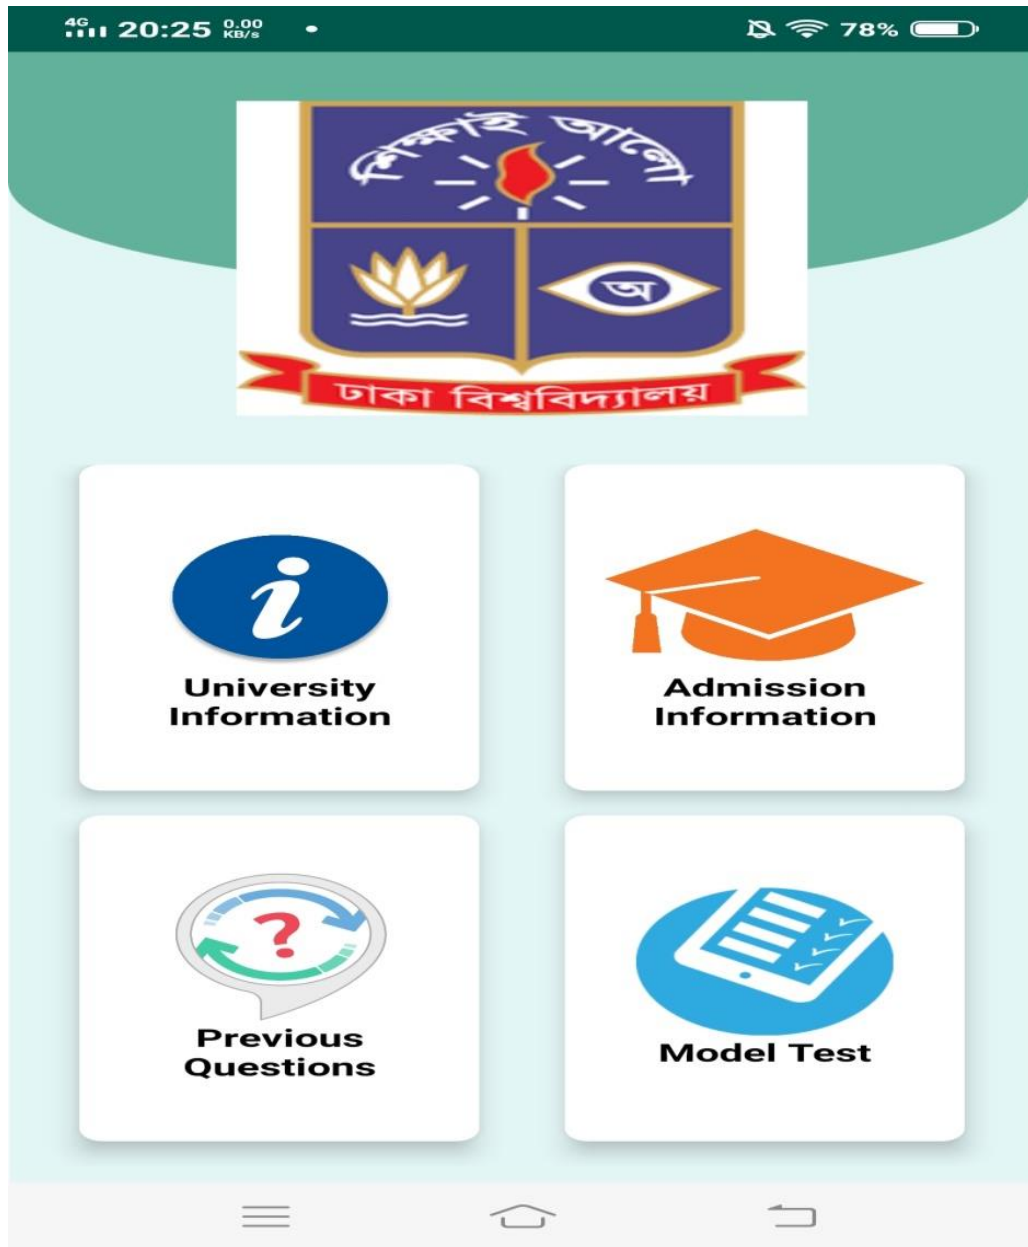 4G 20:25 0.00 KB/s 78%
শিক্ষাই আলো
অ
ঢাকা বিশ্ববিদ্যালয়
i
University
Information
Admission
Information
?
Previous
Questions
Model Test